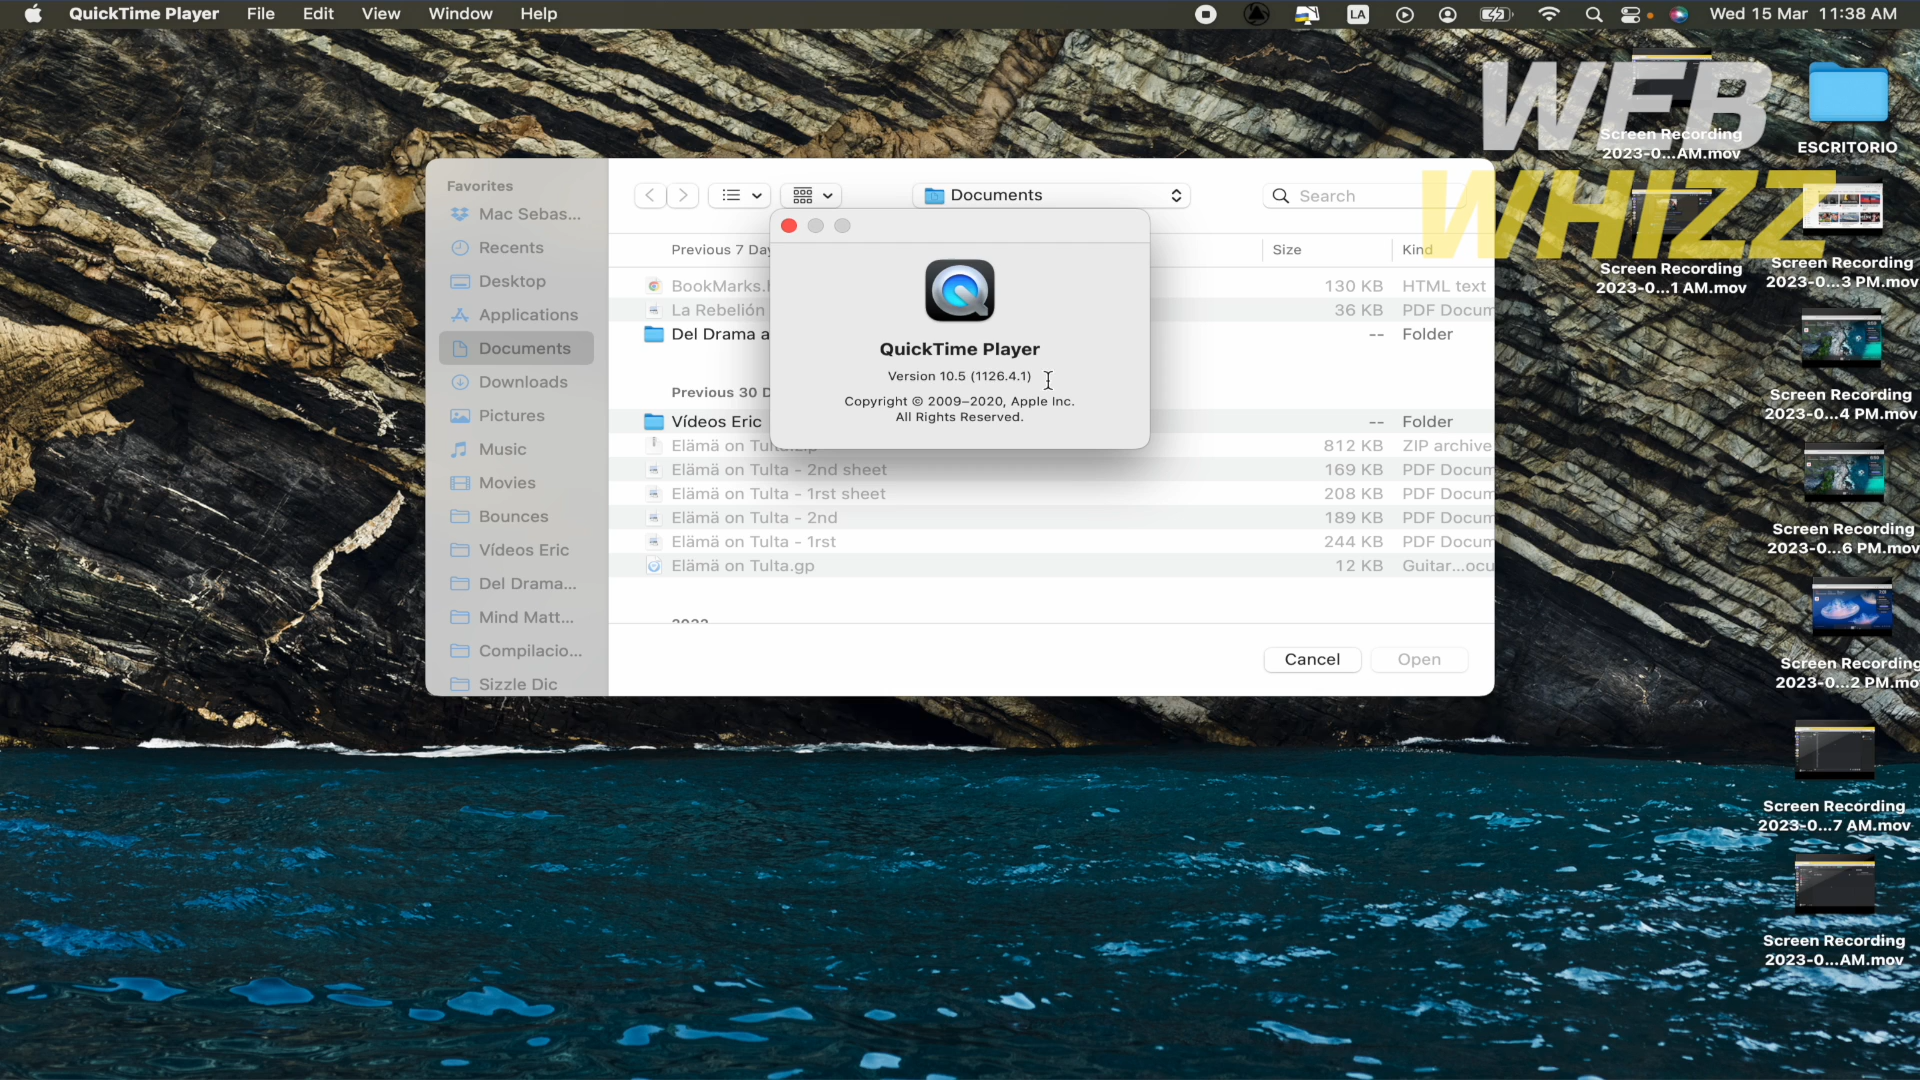 QuickTime Player File Edit View Window Help
LA
Wed 15 Mar 11:38 AM
WEB
WHIZZ
Screen Recording
2023-0...AM.mov
ESCRITORIO
Screen Recording
2023-0...1 AM.mov
Screen Recording
2023-0...3 PM.mov
Screen Recording
2023-0...4 PM.mov
Screen Recording
2023-0...6 PM.mov
Screen Recording
2023-0...2 PM.mov
Screen Recording
2023-0...7 AM.mov
Screen Recording
2023-0...AM.mov
Favorites
Mac Sebas...
Recents
Desktop
Applications
Documents
Downloads
Pictures
Music
Movies
Bounces
Vídeos Eric
Del Drama...
Mind Matt...
Compilacio...
Sizzle Dic
Documents
Search
Previous 7 Day
Size
Kind
BookMarks.
130 KB HTML text
La Rebelión
36 KB PDF Docum
Del Drama a
-- Folder
Previous 30 D
Vídeos Eric
-- Folder
Elämä on Tulta.zip
812 KB ZIP archive
Elämä on Tulta - 2nd sheet
169 KB PDF Docum
Elämä on Tulta - 1rst sheet
208 KB PDF Docum
Elämä on Tulta - 2nd
189 KB PDF Docum
Elämä on Tulta - 1rst
244 KB PDF Docum
Elämä on Tulta.gp
12 KB Guitar...ocu
Cancel
Open
QuickTime Player
Version 10.5 (1126.4.1)
Copyright © 2009–2020, Apple Inc.
All Rights Reserved.